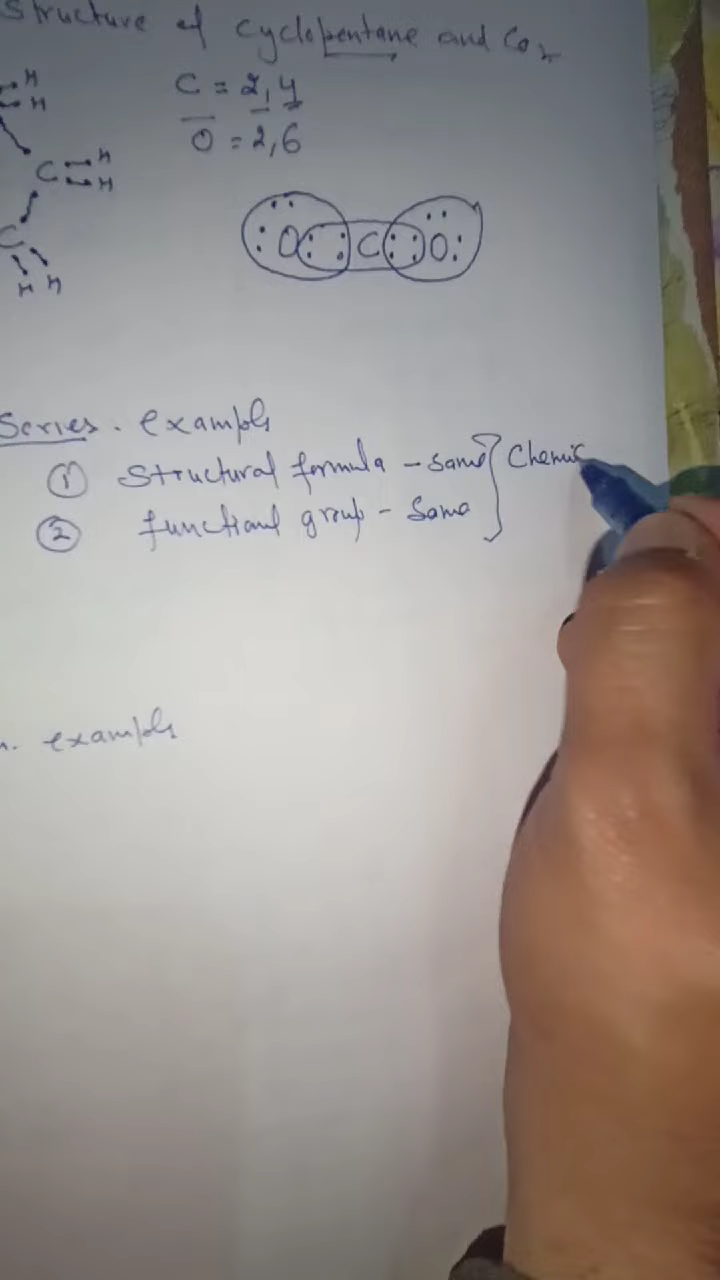 Structure of Cyclopentane and CO2
C = 2,4
O = 2,6
H
C H
C H
H
C
H H
O C O
Series. example
① Structural formula - Same } Chemic
② functional group - Same
n. example